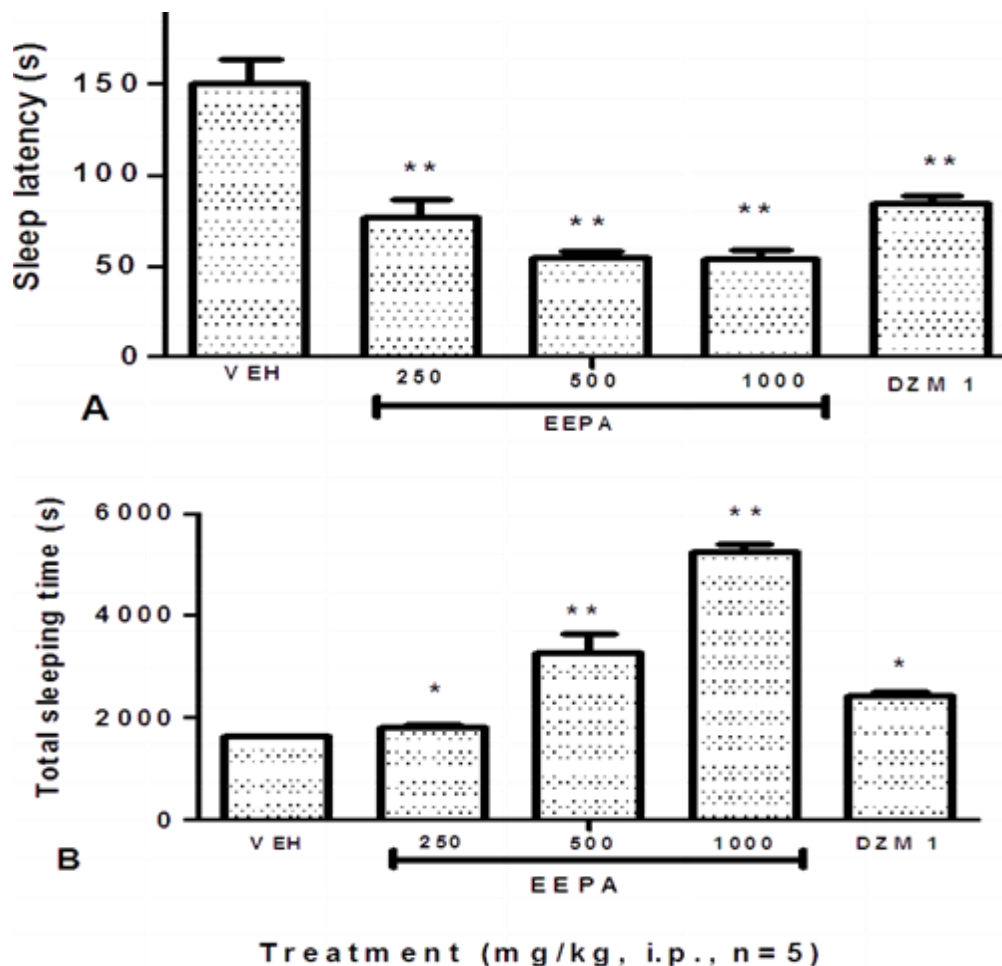 Sleep latency (s)
150
100
50
0
**
**
**
**
VEH
250
500
1000
DZM 1
A
EEPA
Total sleeping time (s)
6000
4000
2000
0
*
**
**
*
VEH
250
500
1000
DZM 1
B
EEPA
Treatment (mg/kg, i.p., n=5)